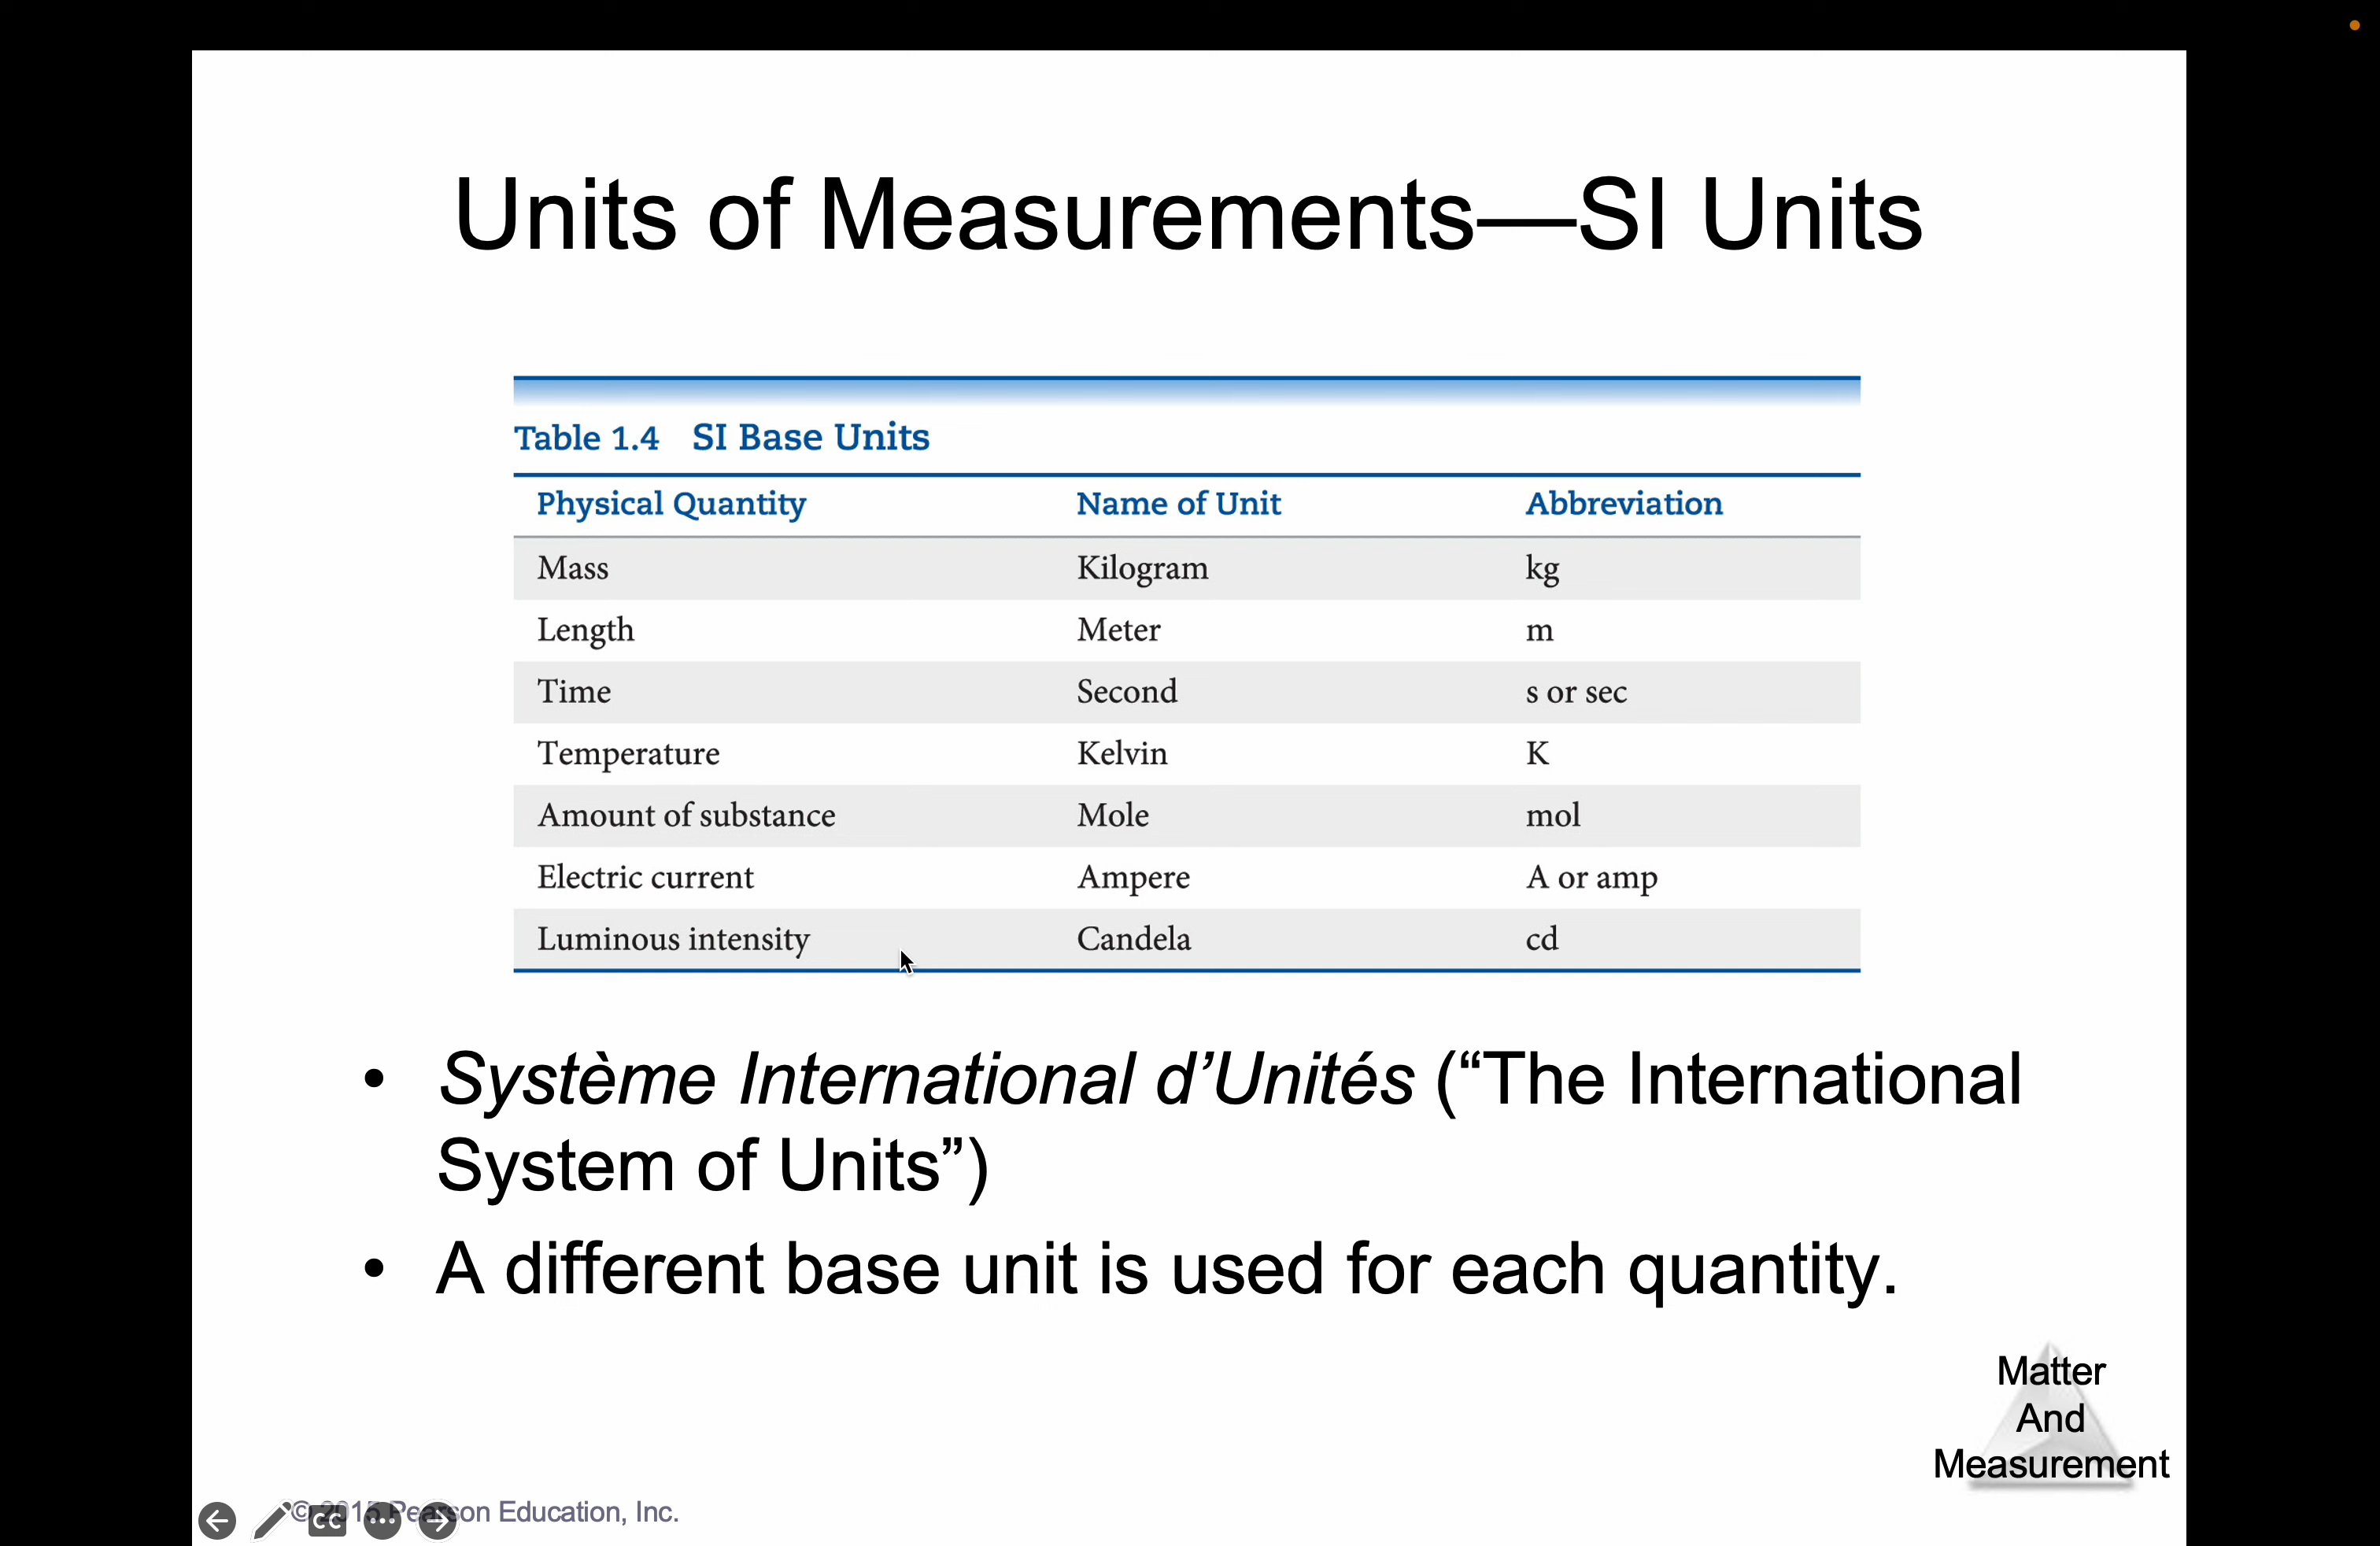 Units of Measurements—SI Units
Table 1.4 SI Base Units
Physical Quantity Name of Unit Abbreviation
Mass Kilogram kg
Length Meter m
Time Second s or sec
Temperature Kelvin K
Amount of substance Mole mol
Electric current Ampere A or amp
Luminous intensity Candela cd
• Système International d’Unités (“The International
System of Units”)
• A different base unit is used for each quantity.
Matter
And
Measurement
© 2015 Pearson Education, Inc.
CC